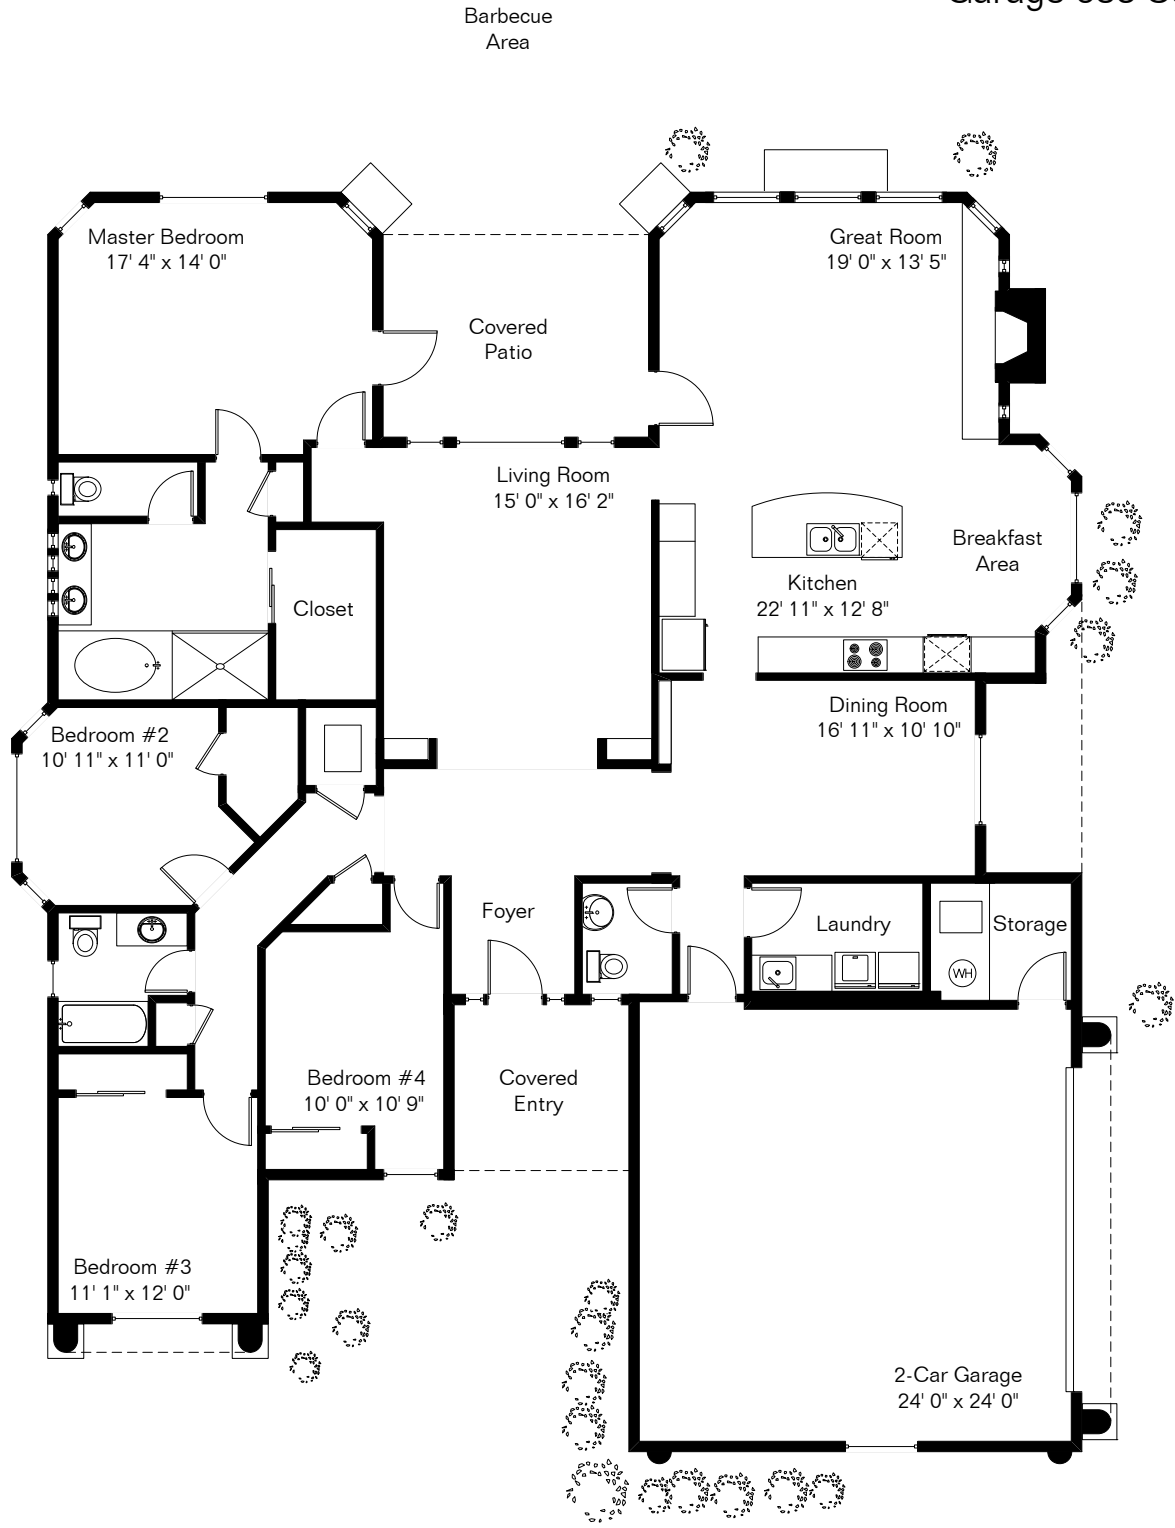 Barbecue
Area
Garage
Master Bedroom
17' 4" x 14' 0"
Great Room
19' 0" x 13' 5"
Covered
Patio
Living Room
15' 0" x 16' 2"
Breakfast
Area
Kitchen
22' 11" x 12' 8"
Closet
Dining Room
16' 11" x 10' 10"
Bedroom #2
10' 11" x 11' 0"
Foyer
Laundry
Storage
WH
Bedroom #4
10' 0" x 10' 9"
Covered
Entry
Bedroom #3
11' 1" x 12' 0"
2-Car Garage
24' 0" x 24' 0"